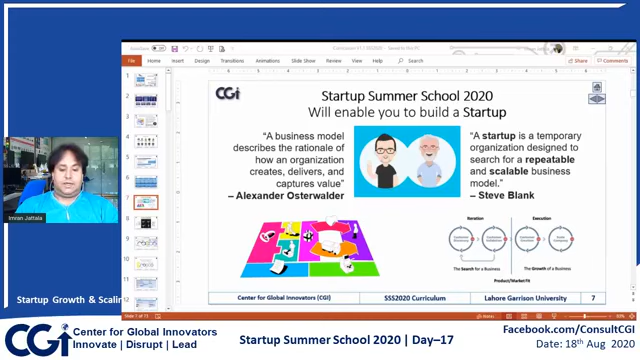 File
Home
Insert
Draw
Design
Transitions
Animations
Slide Show
Review
View
Help
Search
Share
Comments
CGi
Startup Summer School 2020
Will enable you to build a Startup
"A business model
describes the rationale of
how an organization
creates, delivers, and
captures value"
– Alexander Osterwalder
"A startup is a temporary
organization designed to
search for a repeatable
and scalable business
model."
– Steve Blank
Iteration
Execution
The Search for a Business
The Growth of a Business
Product/Market Fit
Center for Global Innovators (CGI)
SSS2020 Curriculum
Lahore Garrison University
7
Imran Jattala
Startup Growth & Scalin
CGi
Center for Global Innovators
Innovate | Disrupt | Lead
Startup Summer School 2020 | Day–17
Facebook.com/ConsultCGI
Date: 18th Aug 2020